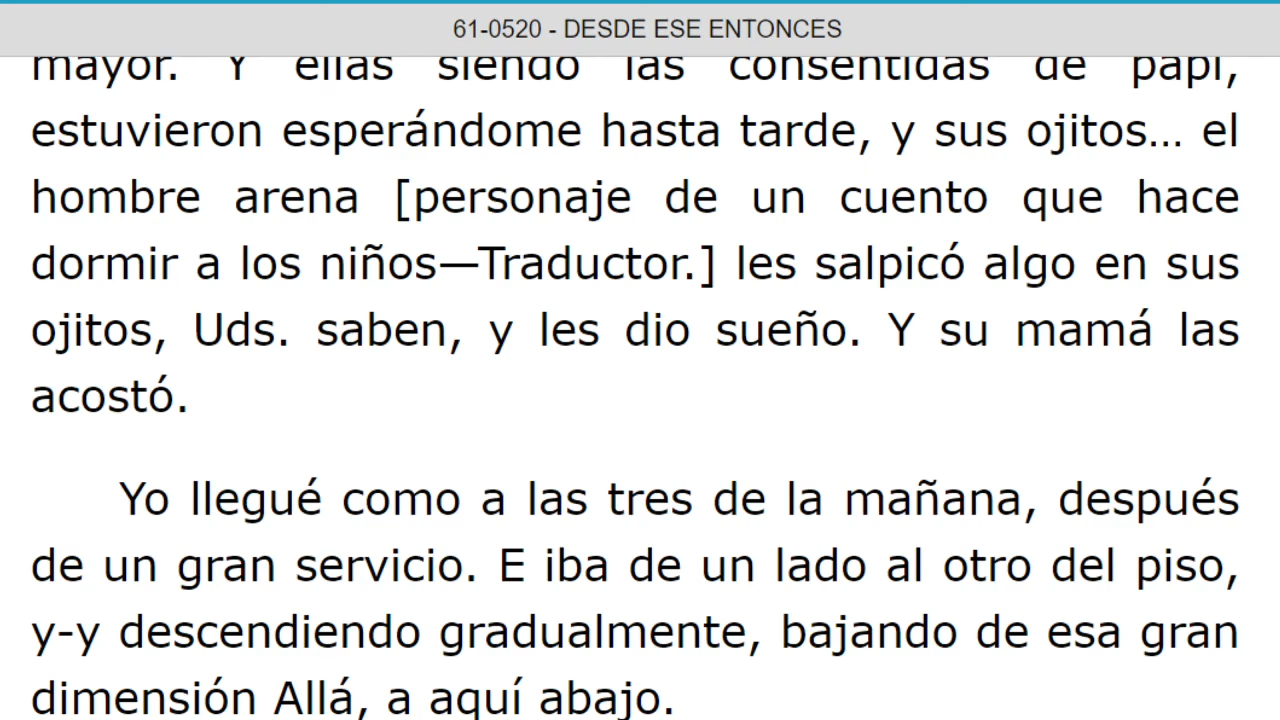 61-0520 - DESDE ESE ENTONCES
mayor. Y ellas siendo las consentidas de papi,
estuvieron esperándome hasta tarde, y sus ojitos... el
hombre arena [personaje de un cuento que hace
dormir a los niños—Traductor.] les salpicó algo en sus
ojitos, Uds. saben, y les dio sueño. Y su mamá las
acostó.
Yo llegué como a las tres de la mañana, después
de un gran servicio. E iba de un lado al otro del piso,
y-y descendiendo gradualmente, bajando de esa gran
dimensión Allá, a aquí abajo.